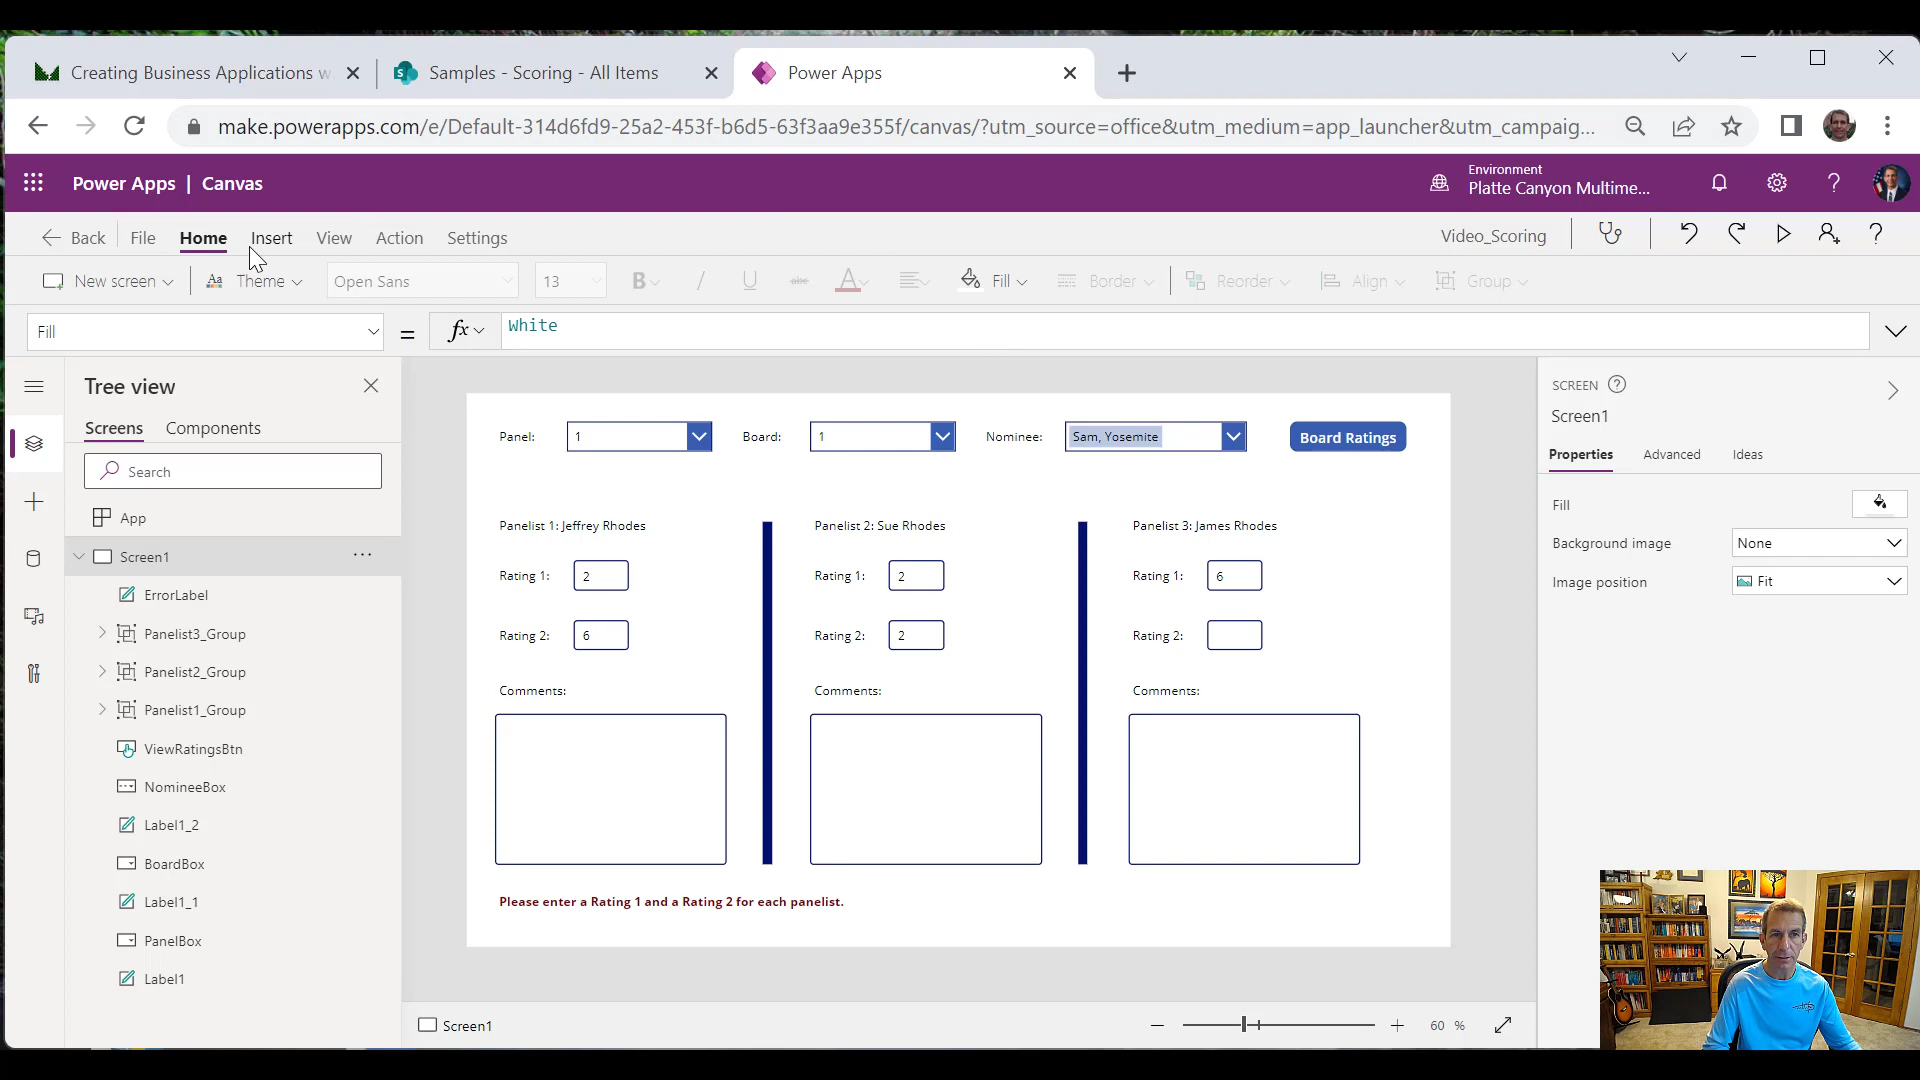 Creating Business Applications w
Samples - Scoring - All Items
Power Apps
make.powerapps.com/e/Default-314d6fd9-25a2-453f-b6d5-63f3aa9e355f/canvas/?utm_source=office&utm_medium=app_launcher&utm_campaig...
Power Apps | Canvas
Environment
Platte Canyon Multime...
Back
File
Home
Insert
View
Action
Settings
Video_Scoring
New screen
Theme
Open Sans
13
B
Fill
Border
Reorder
Align
Group
Fill
=
fx
White
Tree view
Screens
Components
Search
App
Screen1
ErrorLabel
Panelist3_Group
Panelist2_Group
Panelist1_Group
ViewRatingsBtn
NomineeBox
Label1_2
BoardBox
Label1_1
PanelBox
Label1
Panel: 1
Board: 1
Nominee: Sam, Yosemite
Board Ratings
Panelist 1: Jeffrey Rhodes
Rating 1: 2
Rating 2: 6
Comments:
Panelist 2: Sue Rhodes
Rating 1: 2
Rating 2: 2
Comments:
Panelist 3: James Rhodes
Rating 1: 6
Rating 2:
Comments:
Please enter a Rating 1 and a Rating 2 for each panelist.
Screen1
60 %
SCREEN
Screen1
Properties
Advanced
Ideas
Fill
Background image
None
Image position
Fit